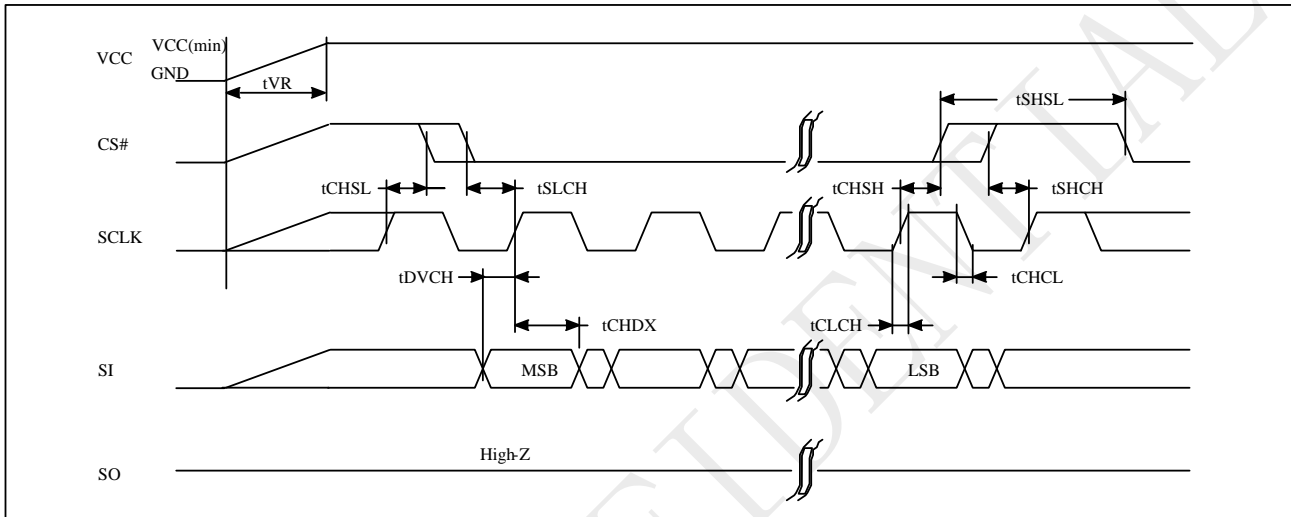 VCC(min)
VCC
GND
tVR
tSHSL
CS#
tCHSL
tSLCH
tCHSH
tSHCH
SCLK
tDVCH
tCHCL
tCHDX
tCLCH
SI
MSB
LSB
High-Z
SO
IDENTIAL